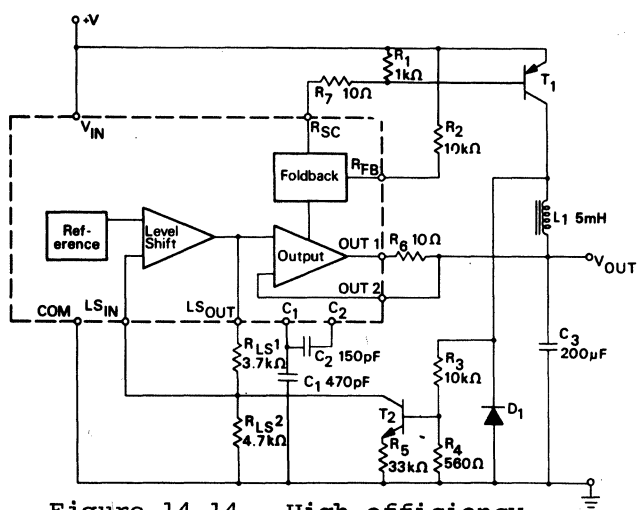 +V
R1
1kΩ
T1
R7 10Ω
VIN
RSC
R2
10kΩ
RFB
Foldback
L1 5mH
Ref-
erence
Level
Shift
Output
OUT 1
R6 10Ω
VOUT
OUT 2
COM
LSIN
LSOUT
C1
C2
RLS1
3.7kΩ
C2 150pF
C1 470pF
R3
10kΩ
C3
200µF
T2
D1
RLS2
4.7kΩ
R5
33kΩ
R4
560Ω
Figure 14-14 High efficiency